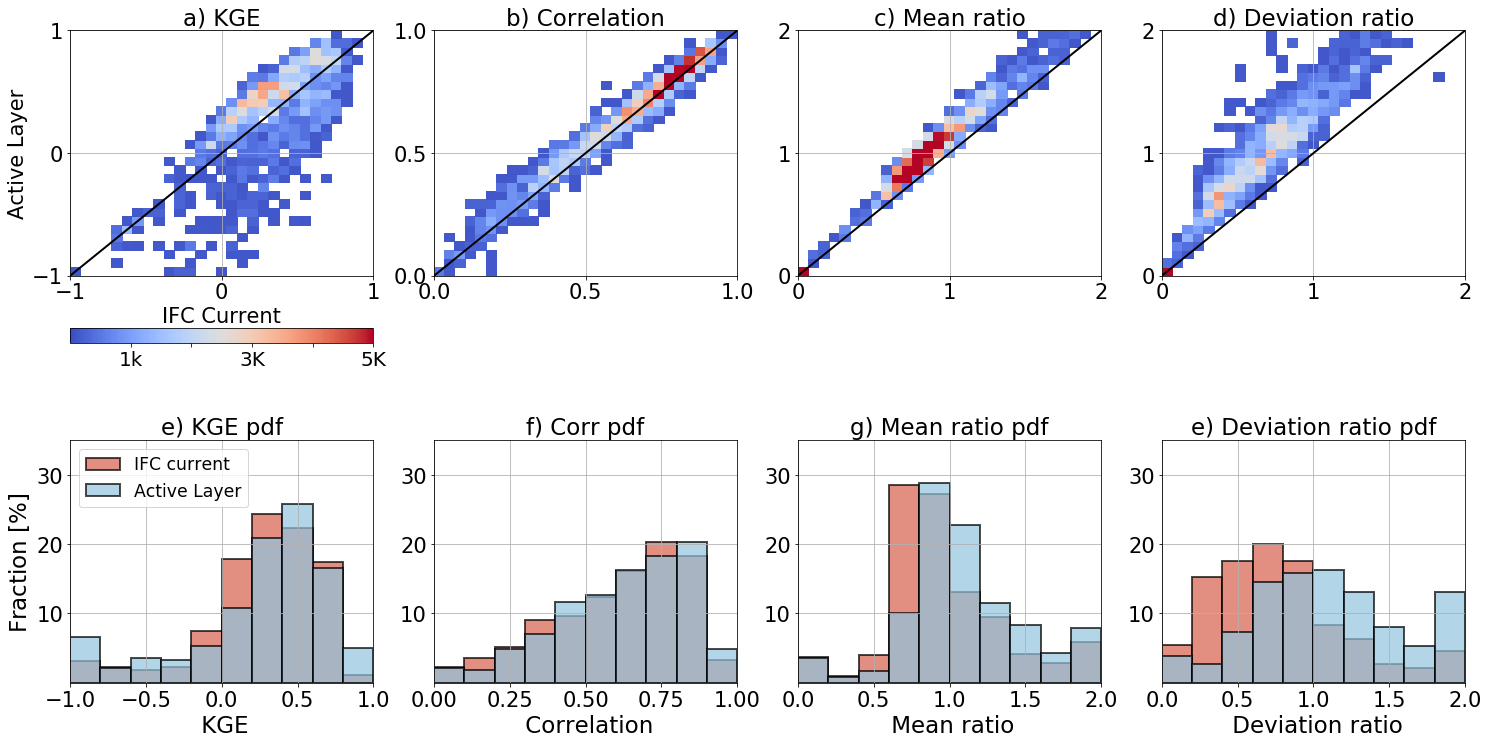 a) KGE
b) Correlation
c) Mean ratio
d) Deviation ratio
Active Layer
1
0
−1
−1 0 1
1.0
0.5
0.0
0.0 0.5 1.0
2
1
0
0 1 2
2
1
0
0 1 2
IFC Current
1k 3K 5K
e) KGE pdf
f) Corr pdf
g) Mean ratio pdf
e) Deviation ratio pdf
Fraction [%]
IFC current
Active Layer
30
20
10
−1.0 −0.5 0.0 0.5 1.0
KGE
30
20
10
0.00 0.25 0.50 0.75 1.00
Correlation
30
20
10
0.0 0.5 1.0 1.5 2.0
Mean ratio
30
20
10
0.0 0.5 1.0 1.5 2.0
Deviation ratio